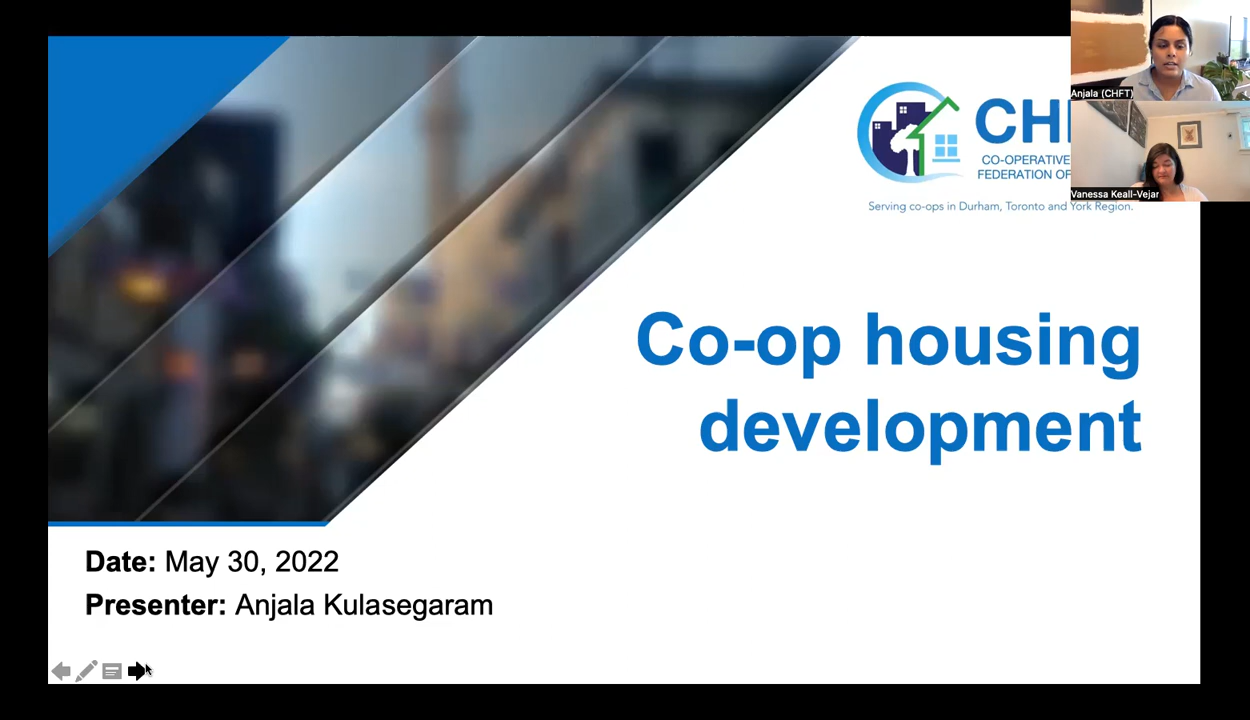 Anjala (CHFT)
Vanessa Keall-Vejar
CO-OPERATIVE
FEDERATION OF
Serving co-ops in Durham, Toronto and York Region.
Co-op housing
development
Date: May 30, 2022
Presenter: Anjala Kulasegaram